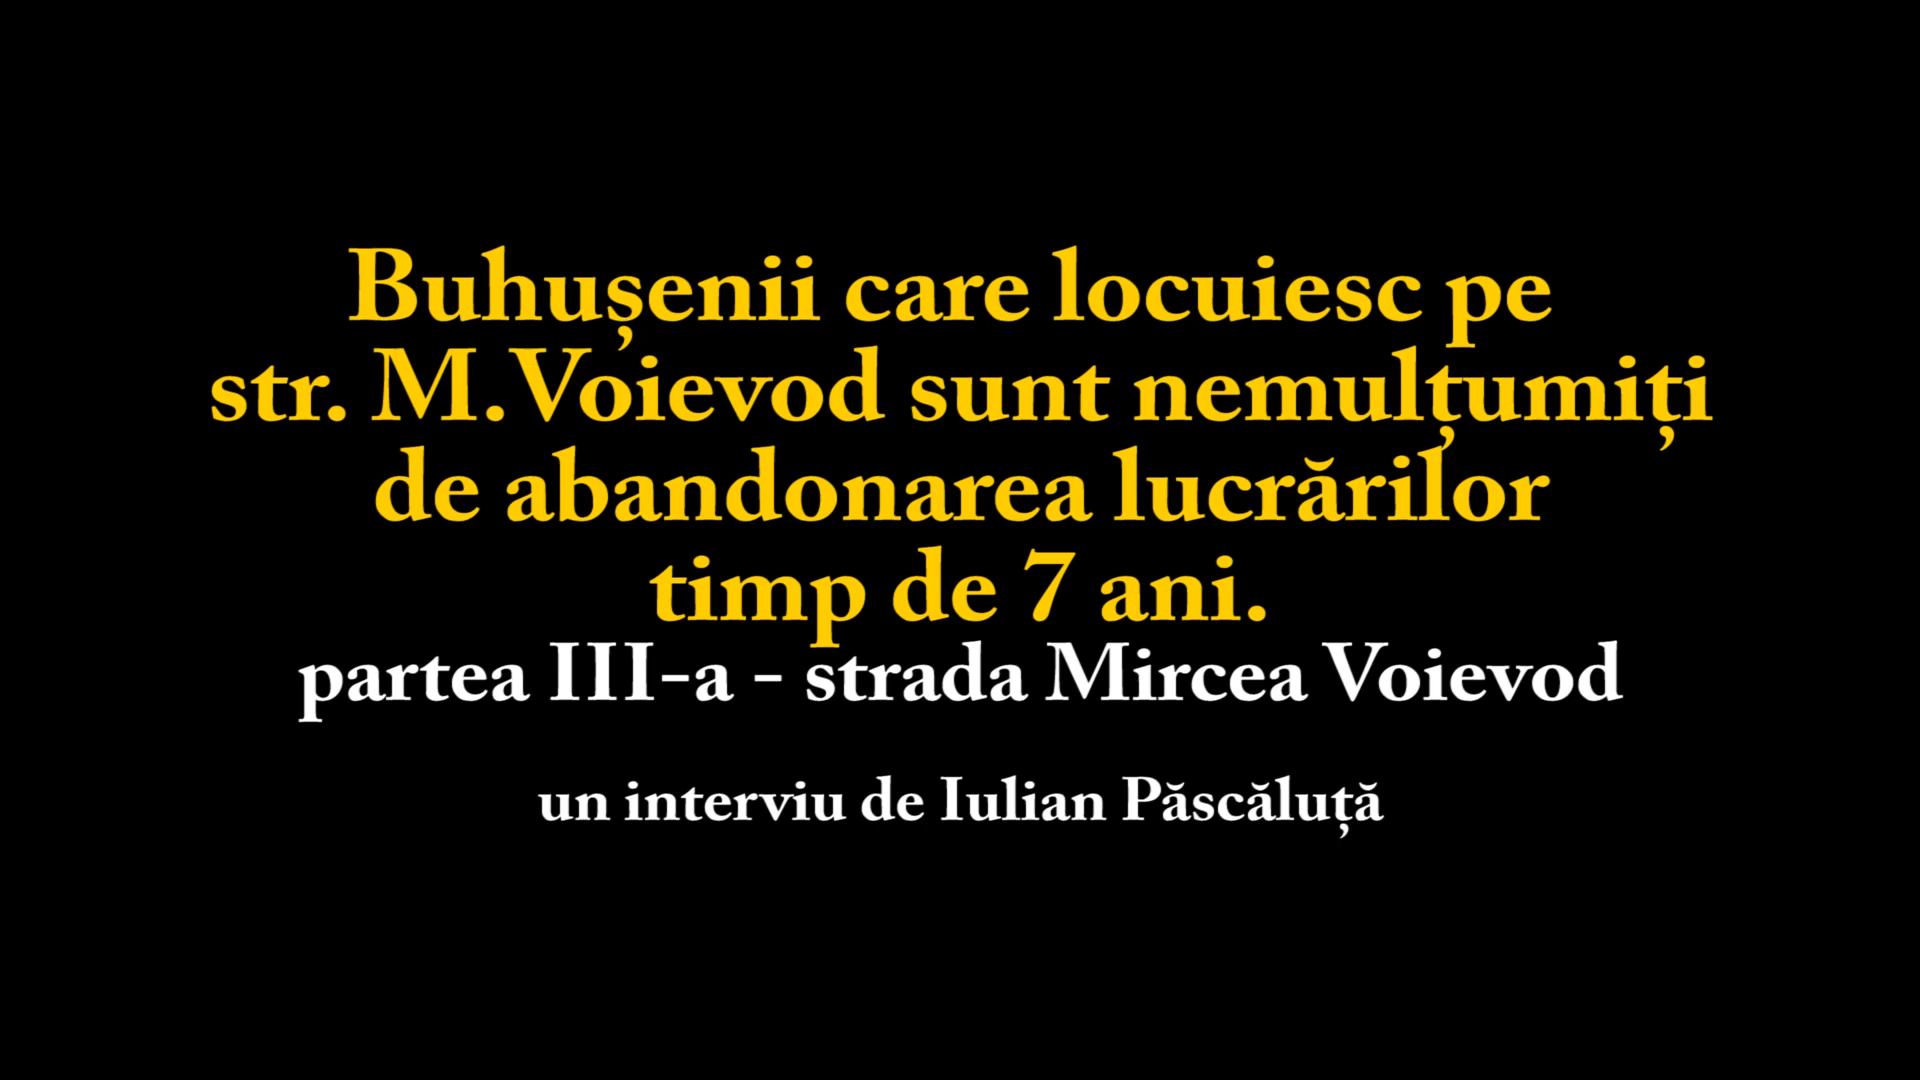 Buhușenii care locuiesc pe
str. M.Voievod sunt nemulțumiți
de abandonarea lucrărilor
timp de 7 ani.
partea III-a - strada Mircea Voievod
un interviu de Iulian Păscăluță